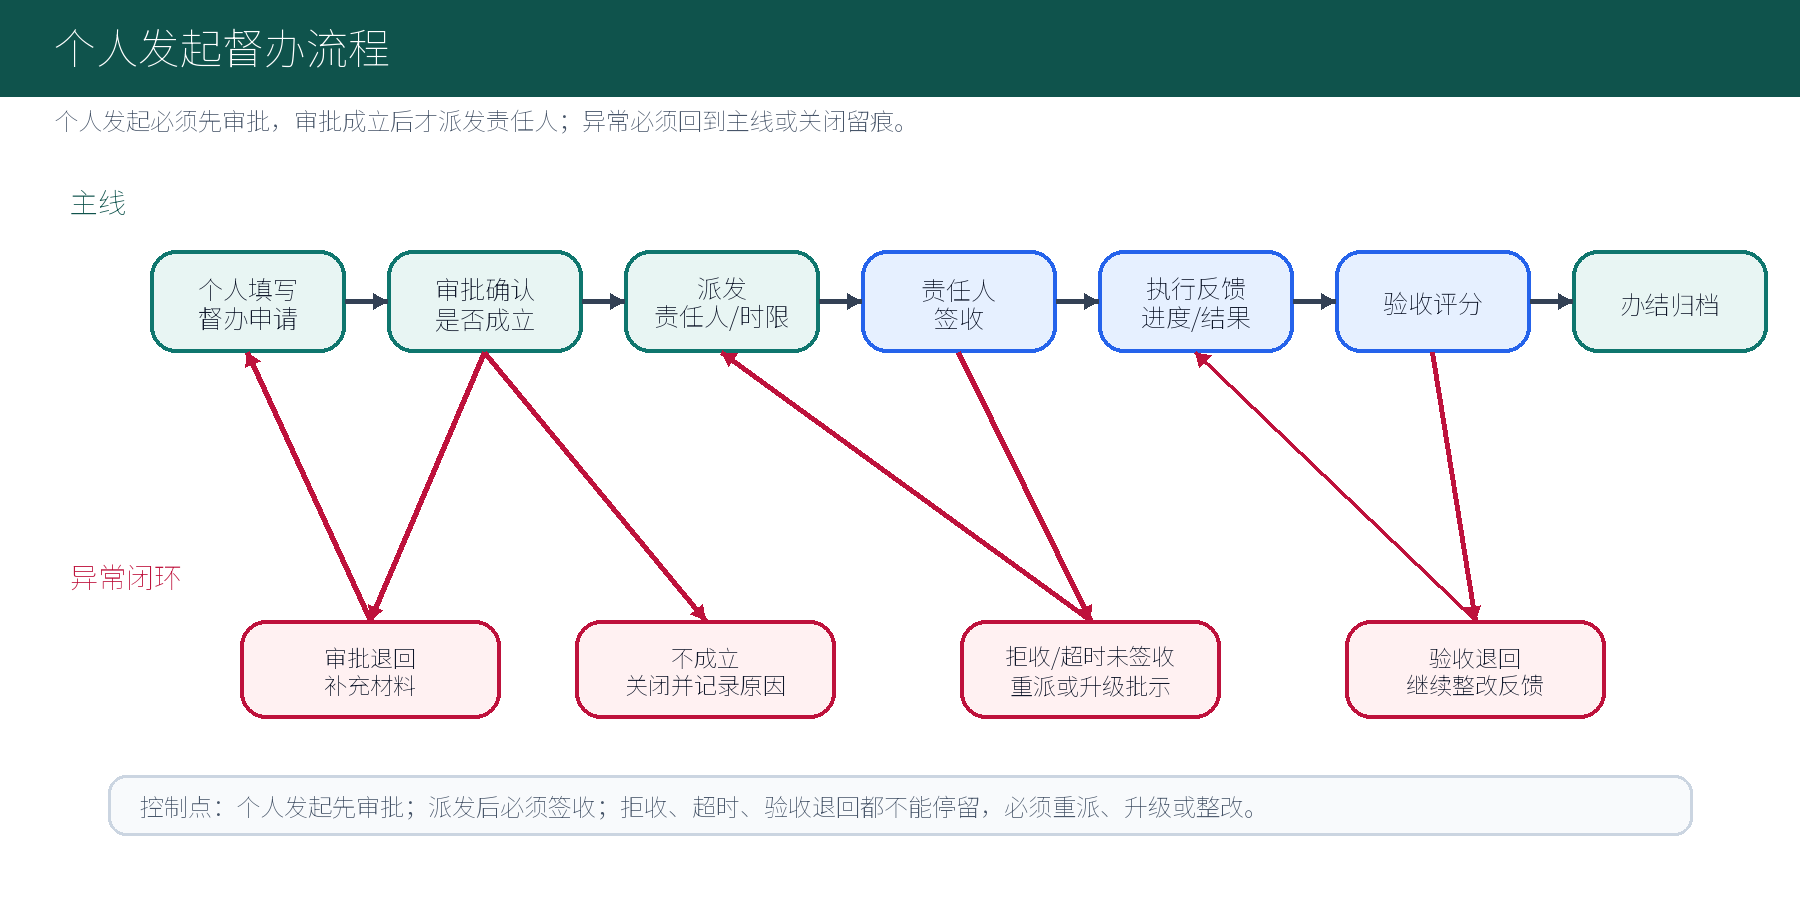 个人发起督办流程
个人发起必须先审批，审批成立后才派发责任人；异常必须回到主线或关闭留痕。
主线
个人填写
督办申请
审批确认
是否成立
派发
责任人/时限
责任人
签收
执行反馈
进度/结果
验收评分
办结归档
异常闭环
审批退回
补充材料
不成立
关闭并记录原因
拒收/超时未签收
重派或升级批示
验收退回
继续整改反馈
控制点：个人发起先审批；派发后必须签收；拒收、超时、验收退回都不能停留，必须重派、升级或整改。